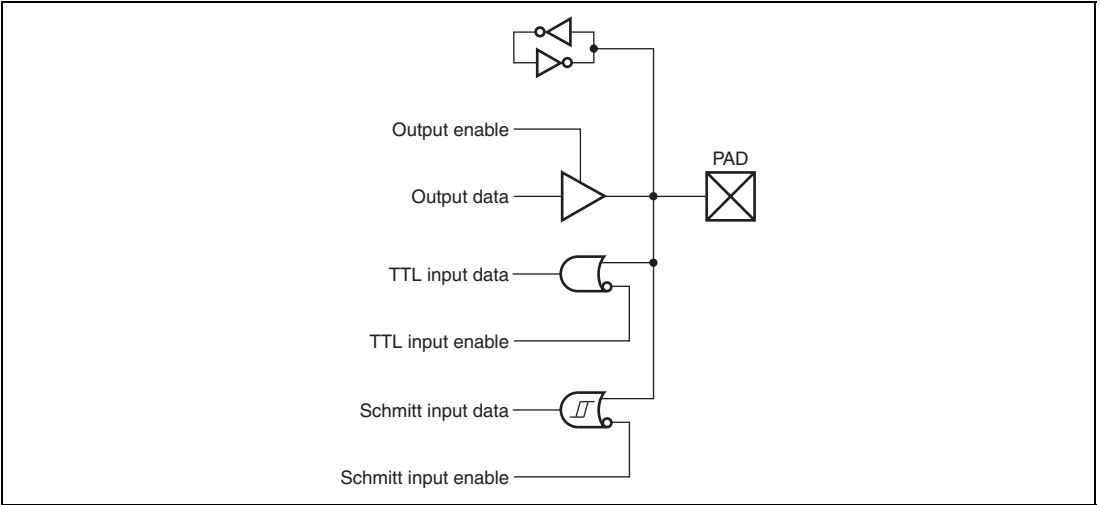 Output enable
PAD
Output data
TTL input data
TTL input enable
Schmitt input data
Schmitt input enable